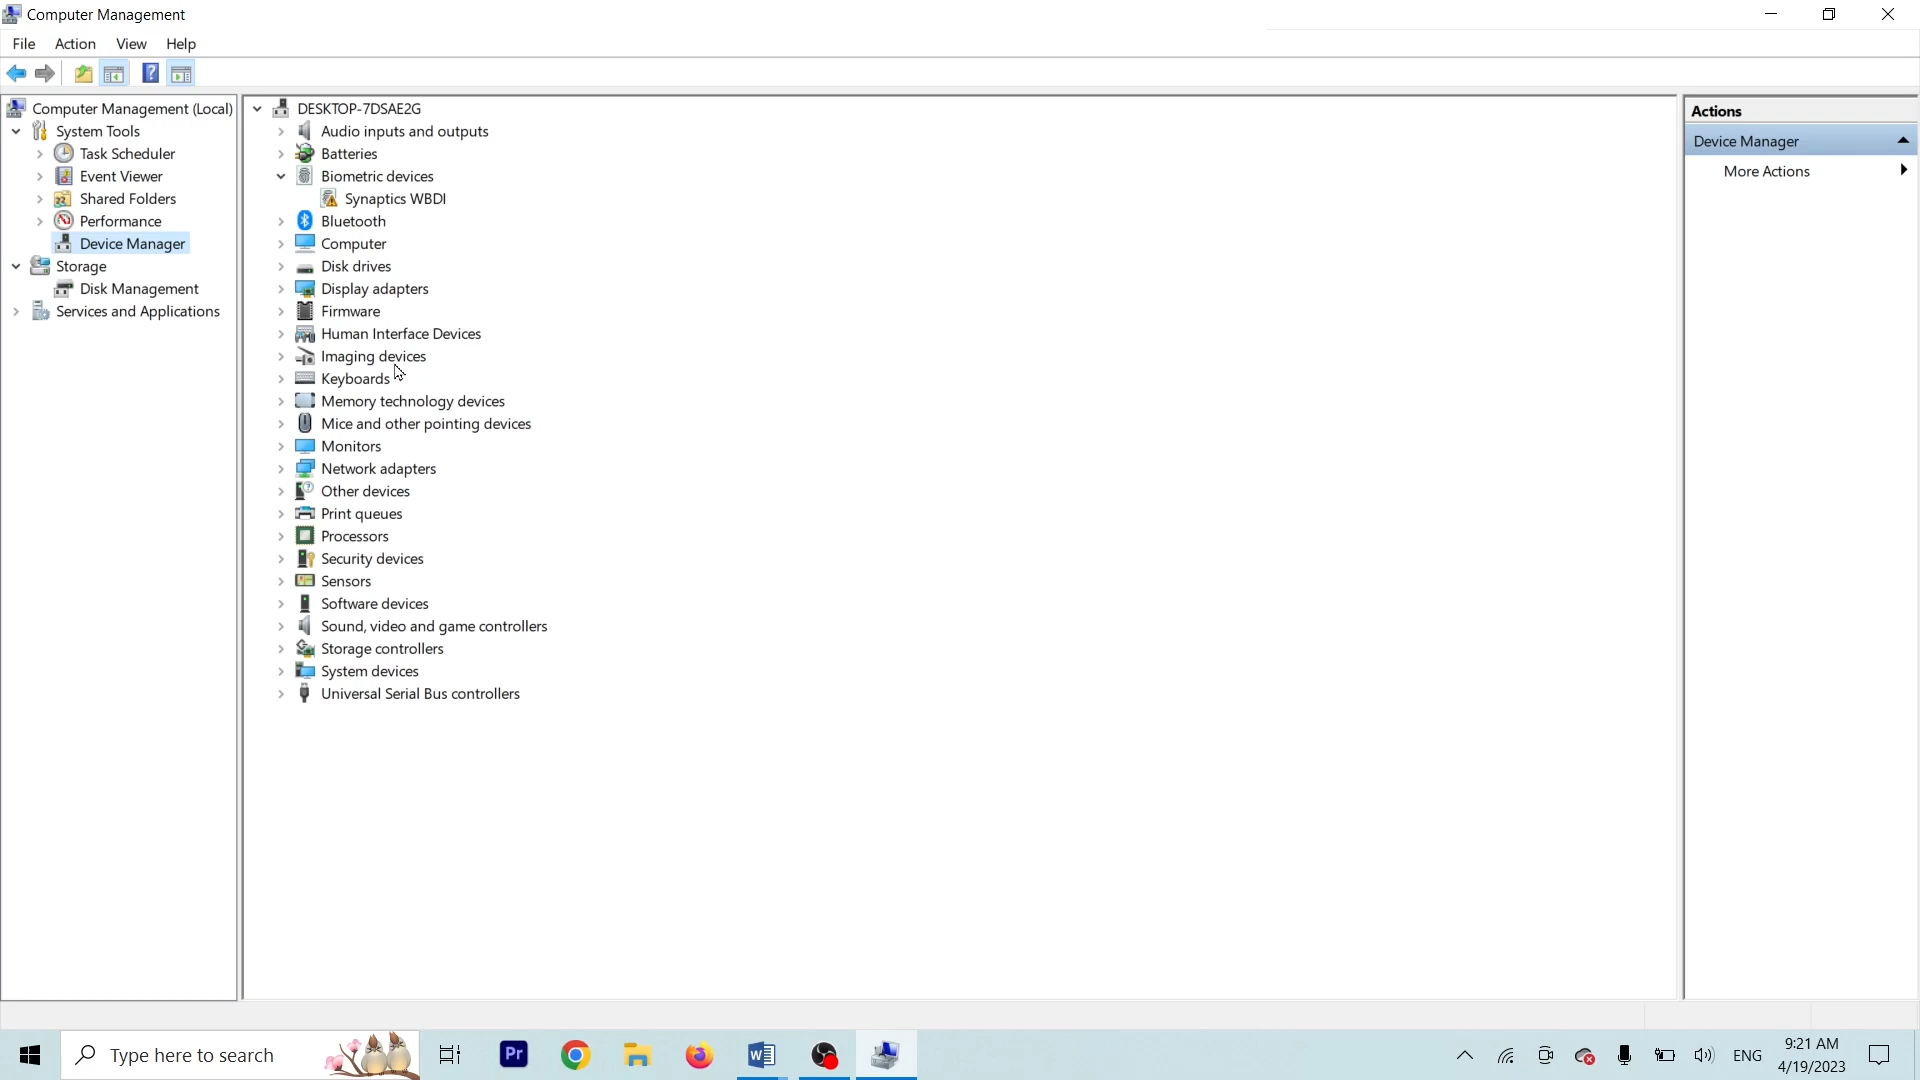 Computer Management
File Action View Help
Computer Management (Local)
System Tools
Task Scheduler
Event Viewer
Shared Folders
Performance
Device Manager
Storage
Disk Management
Services and Applications
DESKTOP-7DSAE2G
Audio inputs and outputs
Batteries
Biometric devices
Synaptics WBDI
Bluetooth
Computer
Disk drives
Display adapters
Firmware
Human Interface Devices
Imaging devices
Keyboards
Memory technology devices
Mice and other pointing devices
Monitors
Network adapters
Other devices
Print queues
Processors
Security devices
Sensors
Software devices
Sound, video and game controllers
Storage controllers
System devices
Universal Serial Bus controllers
Actions
Device Manager
More Actions
Type here to search
Pr
ENG
9:21 AM
4/19/2023